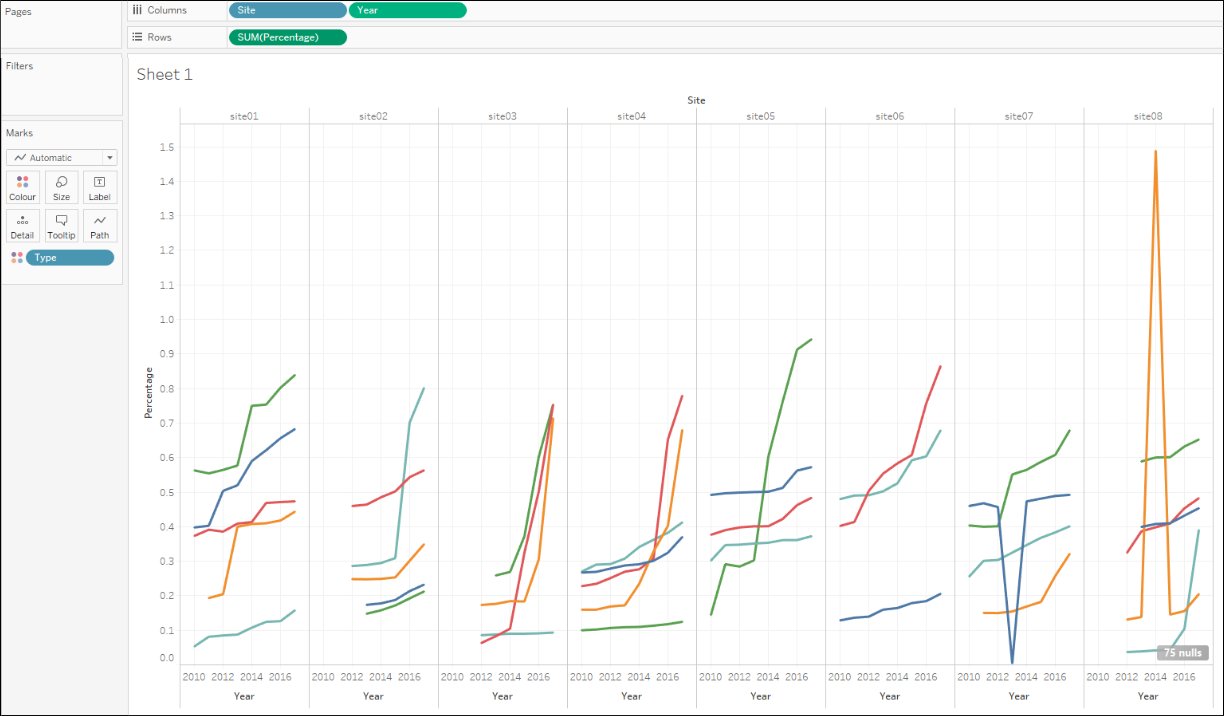 Pages
Columns
Site
Year
Rows
SUM(Percentage)
Filters
Marks
Automatic
Colour
Size
Label
Detail
Tooltip
Path
Type
Sheet 1
Site
site01 site02 site03 site04 site05 site06 site07 site08
Percentage
1.5
1.4
1.3
1.2
1.1
1.0
0.9
0.8
0.7
0.6
0.5
0.4
0.3
0.2
0.1
0.0
75 nulls
2010 2012 2014 2016 2010 2012 2014 2016 2010 2012 2014 2016 2010 2012 2014 2016 2010 2012 2014 2016 2010 2012 2014 2016 2010 2012 2014 2016 2010 2012 2014 2016
Year Year Year Year Year Year Year Year